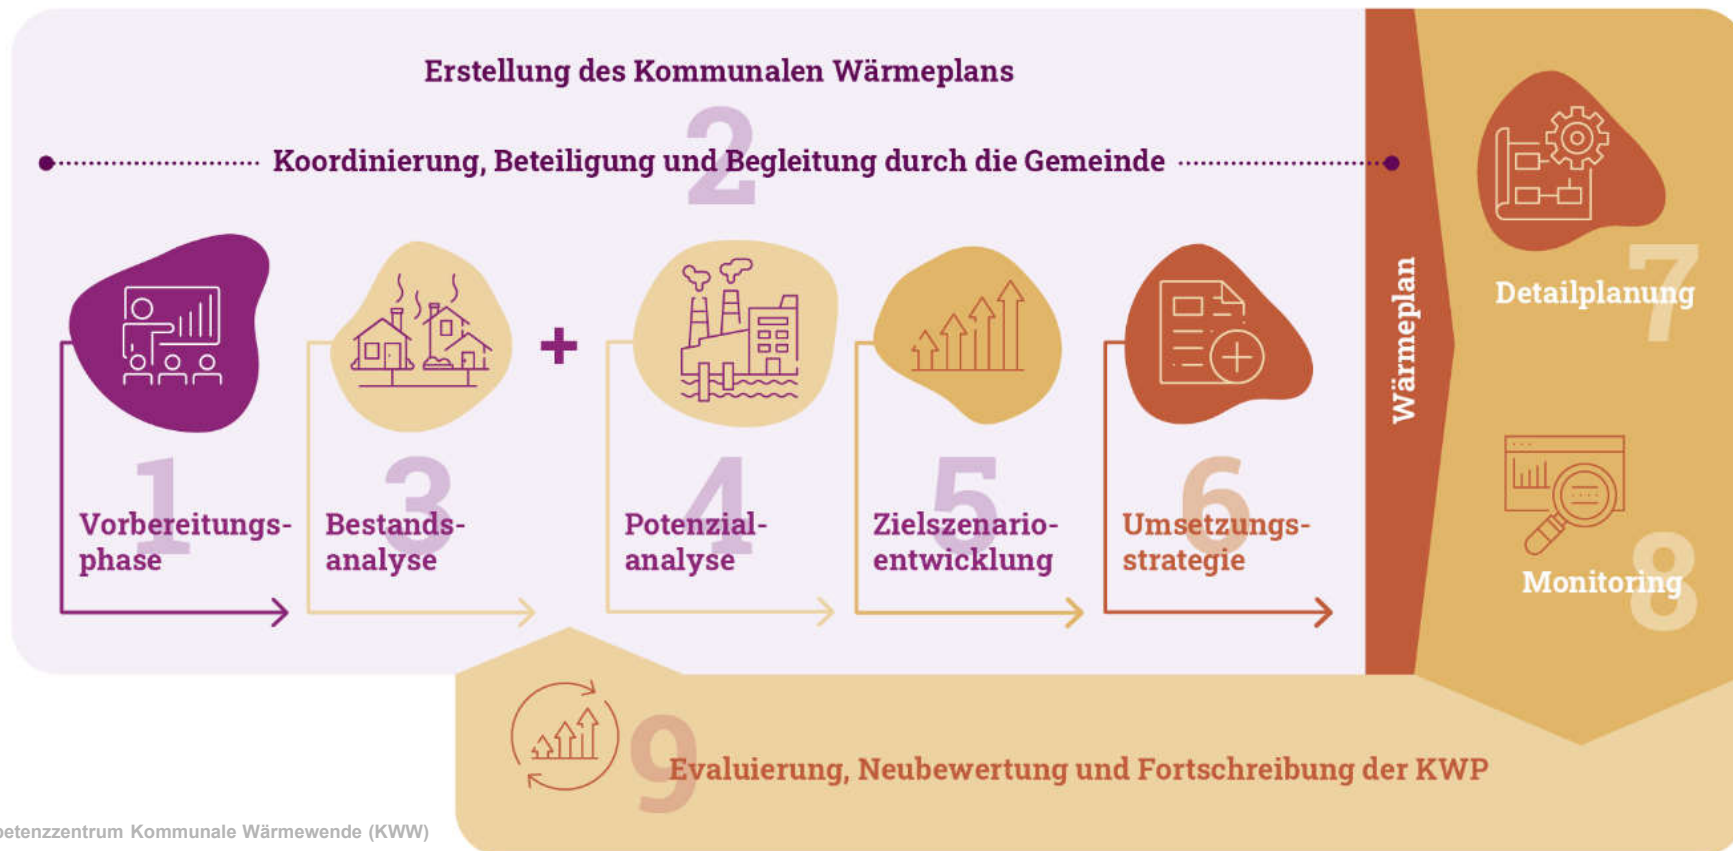 Erstellung des Kommunalen Wärmeplans
2
Koordinierung, Beteiligung und Begleitung durch die Gemeinde
+
1
Vorbereitungs-
phase
3
Bestands-
analyse
4
Potenzial-
analyse
5
Zielszenario-
entwicklung
6
Umsetzungs-
strategie
Wärmeplan
7
Detailplanung
8
Monitoring
9
Evaluierung, Neubewertung und Fortschreibung der KWP
Kommunale Wärmewende (KWW)